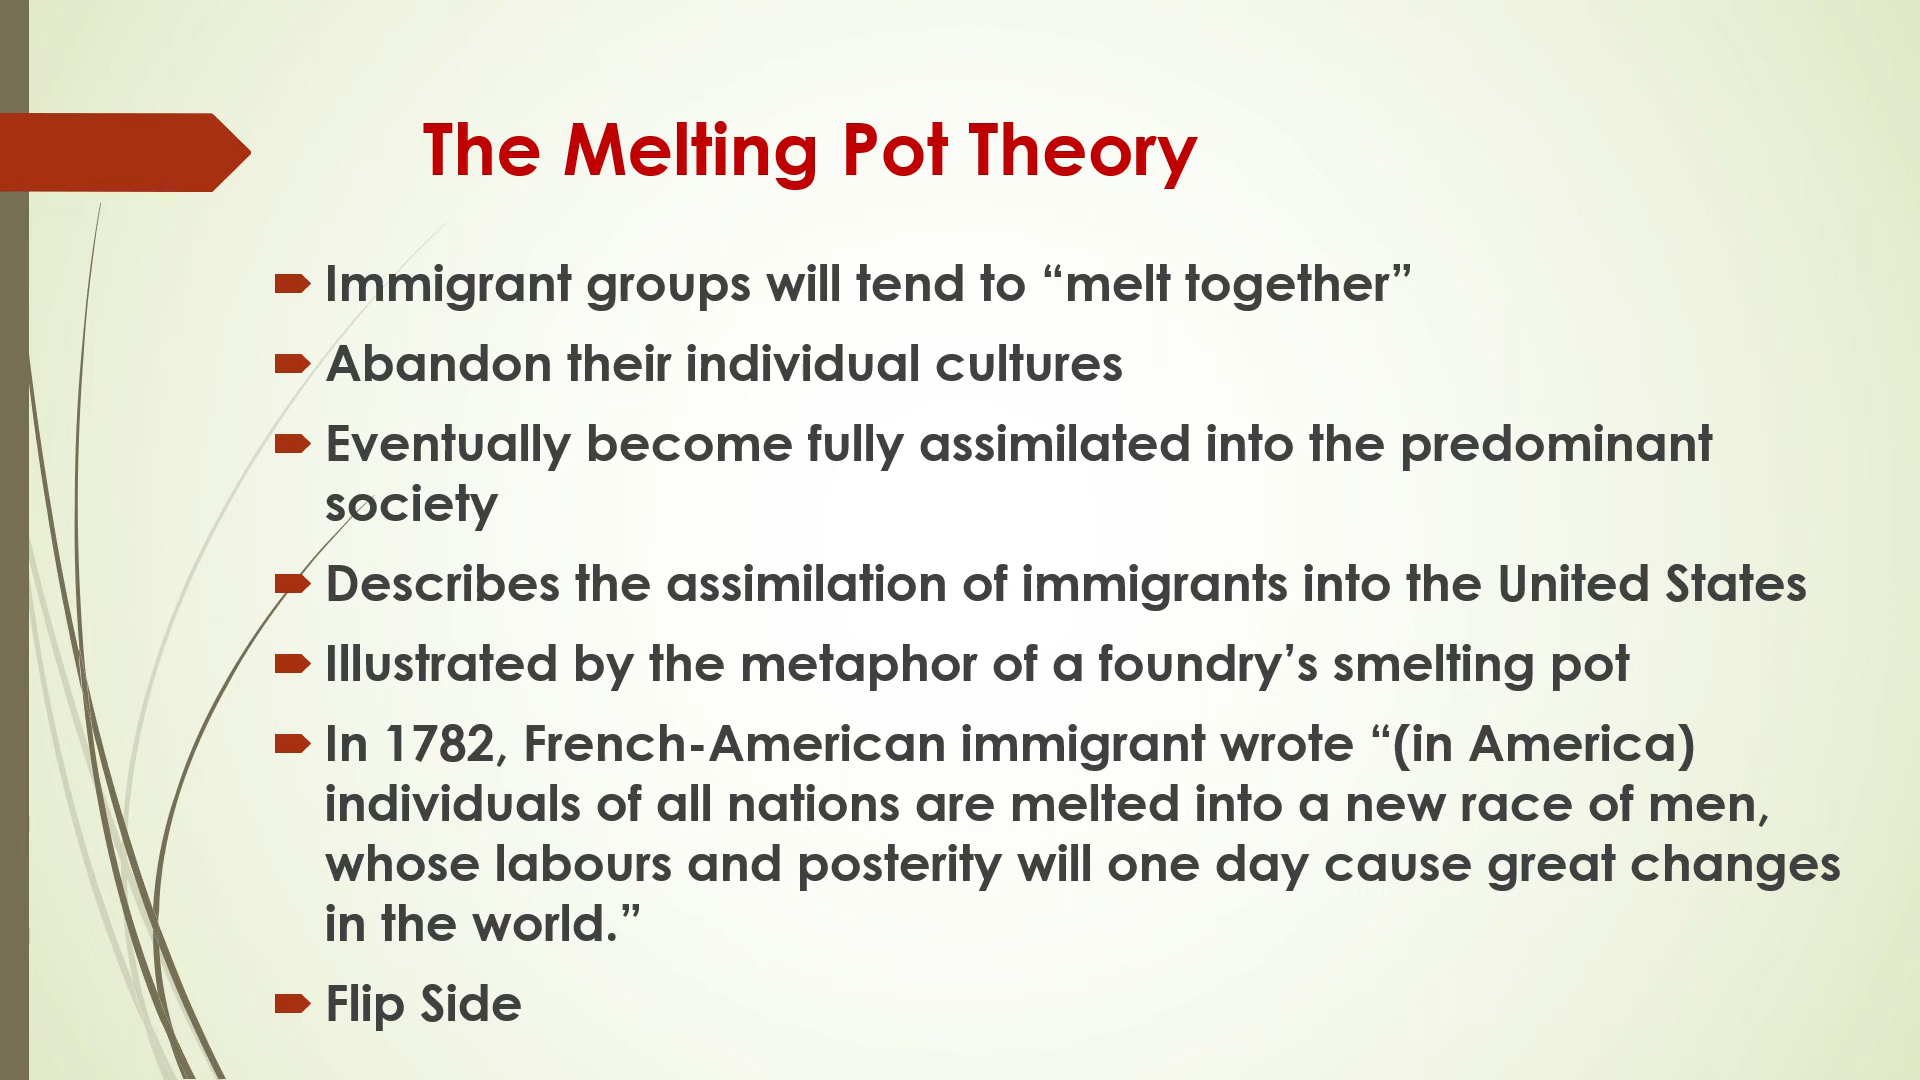 The Melting Pot Theory
Immigrant groups will tend to “melt together”
Abandon their individual cultures
Eventually become fully assimilated into the predominant
society
Describes the assimilation of immigrants into the United States
Illustrated by the metaphor of a foundry’s smelting pot
In 1782, French-American immigrant wrote “(in America)
individuals of all nations are melted into a new race of men,
whose labours and posterity will one day cause great changes
in the world.”
Flip Side